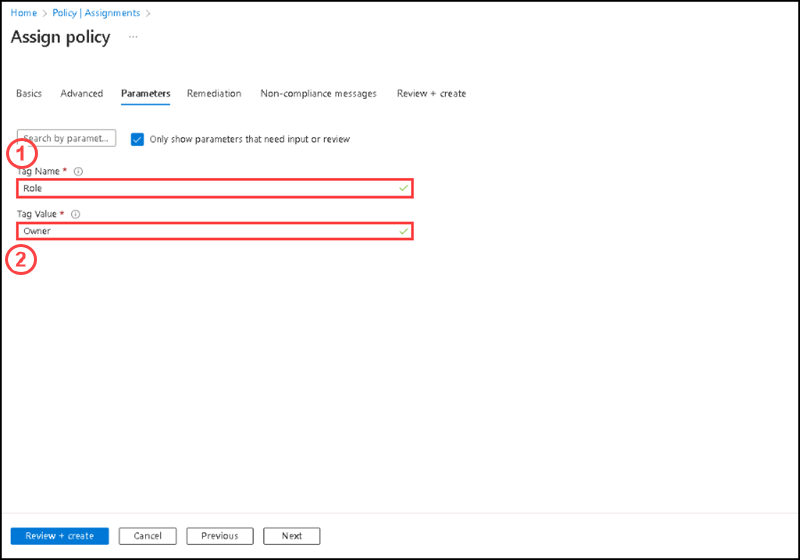 Home > Policy | Assignments >
Assign policy ...
Basics Advanced Parameters Remediation Non-compliance messages Review + create
Search by paramet... Only show parameters that need input or review
1
Tag Name *
Role
Tag Value *
Owner
2
Review + create Cancel Previous Next